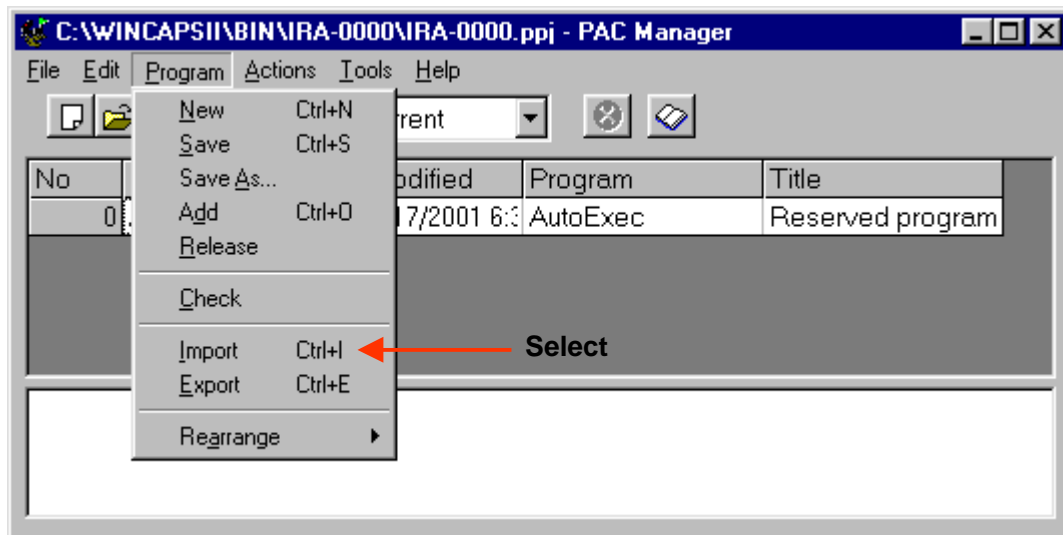 C:\WINCAPSII\BIN\IRA-0000\IRA-0000.ppj - PAC Manager
File Edit Program Actions Tools Help
New Ctrl+N
Save Ctrl+S
Save As...
Add Ctrl+O
Release
Check
Import Ctrl+I
Export Ctrl+E
Rearrange
rrent
No odified Program Title
0 17/2001 6:3 AutoExec Reserved program
Select